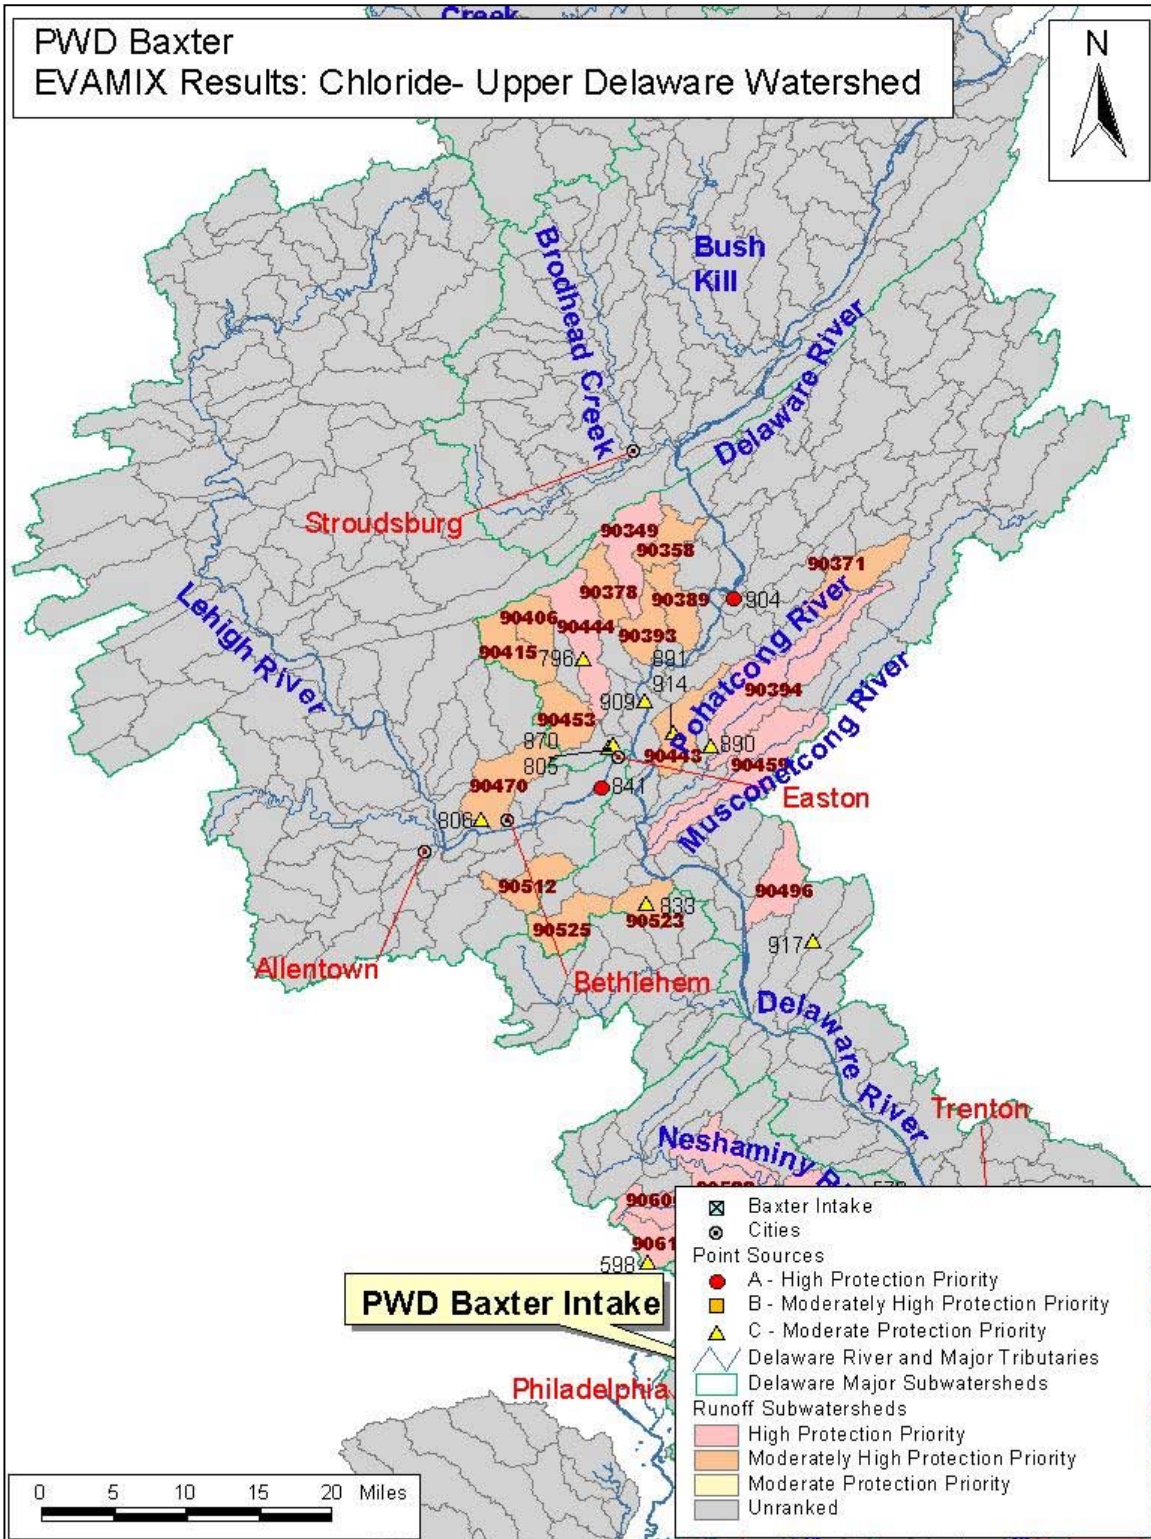 Creek
PWD Baxter
EVAMIX Results: Chloride- Upper Delaware Watershed
N
Bush
Kill
Brodhead Creek
Delaware River
Stroudsburg
90349
90358
90371
90378
90389
904
90406
90444
90393
Lehigh River
90415
796
891
Pohatcong River
914
90394
909
90453
870
90443
890
805
90459
Musconetcong River
90470
841
Easton
806
90496
90512
833
90523
90525
917
Allentown
Bethlehem
Delaware River
Trenton
Neshaminy
9060
9061
598
PWD Baxter Intake
Philadelphia
Baxter Intake
Cities
Point Sources
A - High Protection Priority
B - Moderately High Protection Priority
C - Moderate Protection Priority
Delaware River and Major Tributaries
Delaware Major Subwatersheds
Runoff Subwatersheds
High Protection Priority
Moderately High Protection Priority
Moderate Protection Priority
Unranked
0 5 10 15 20 Miles